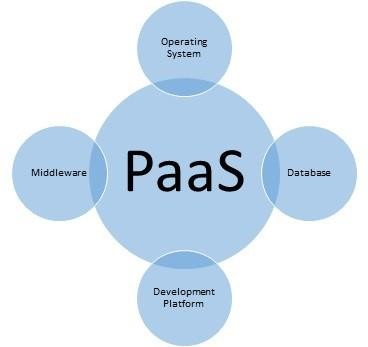 Operating
System
Middleware
PaaS
Database
Development
Platform